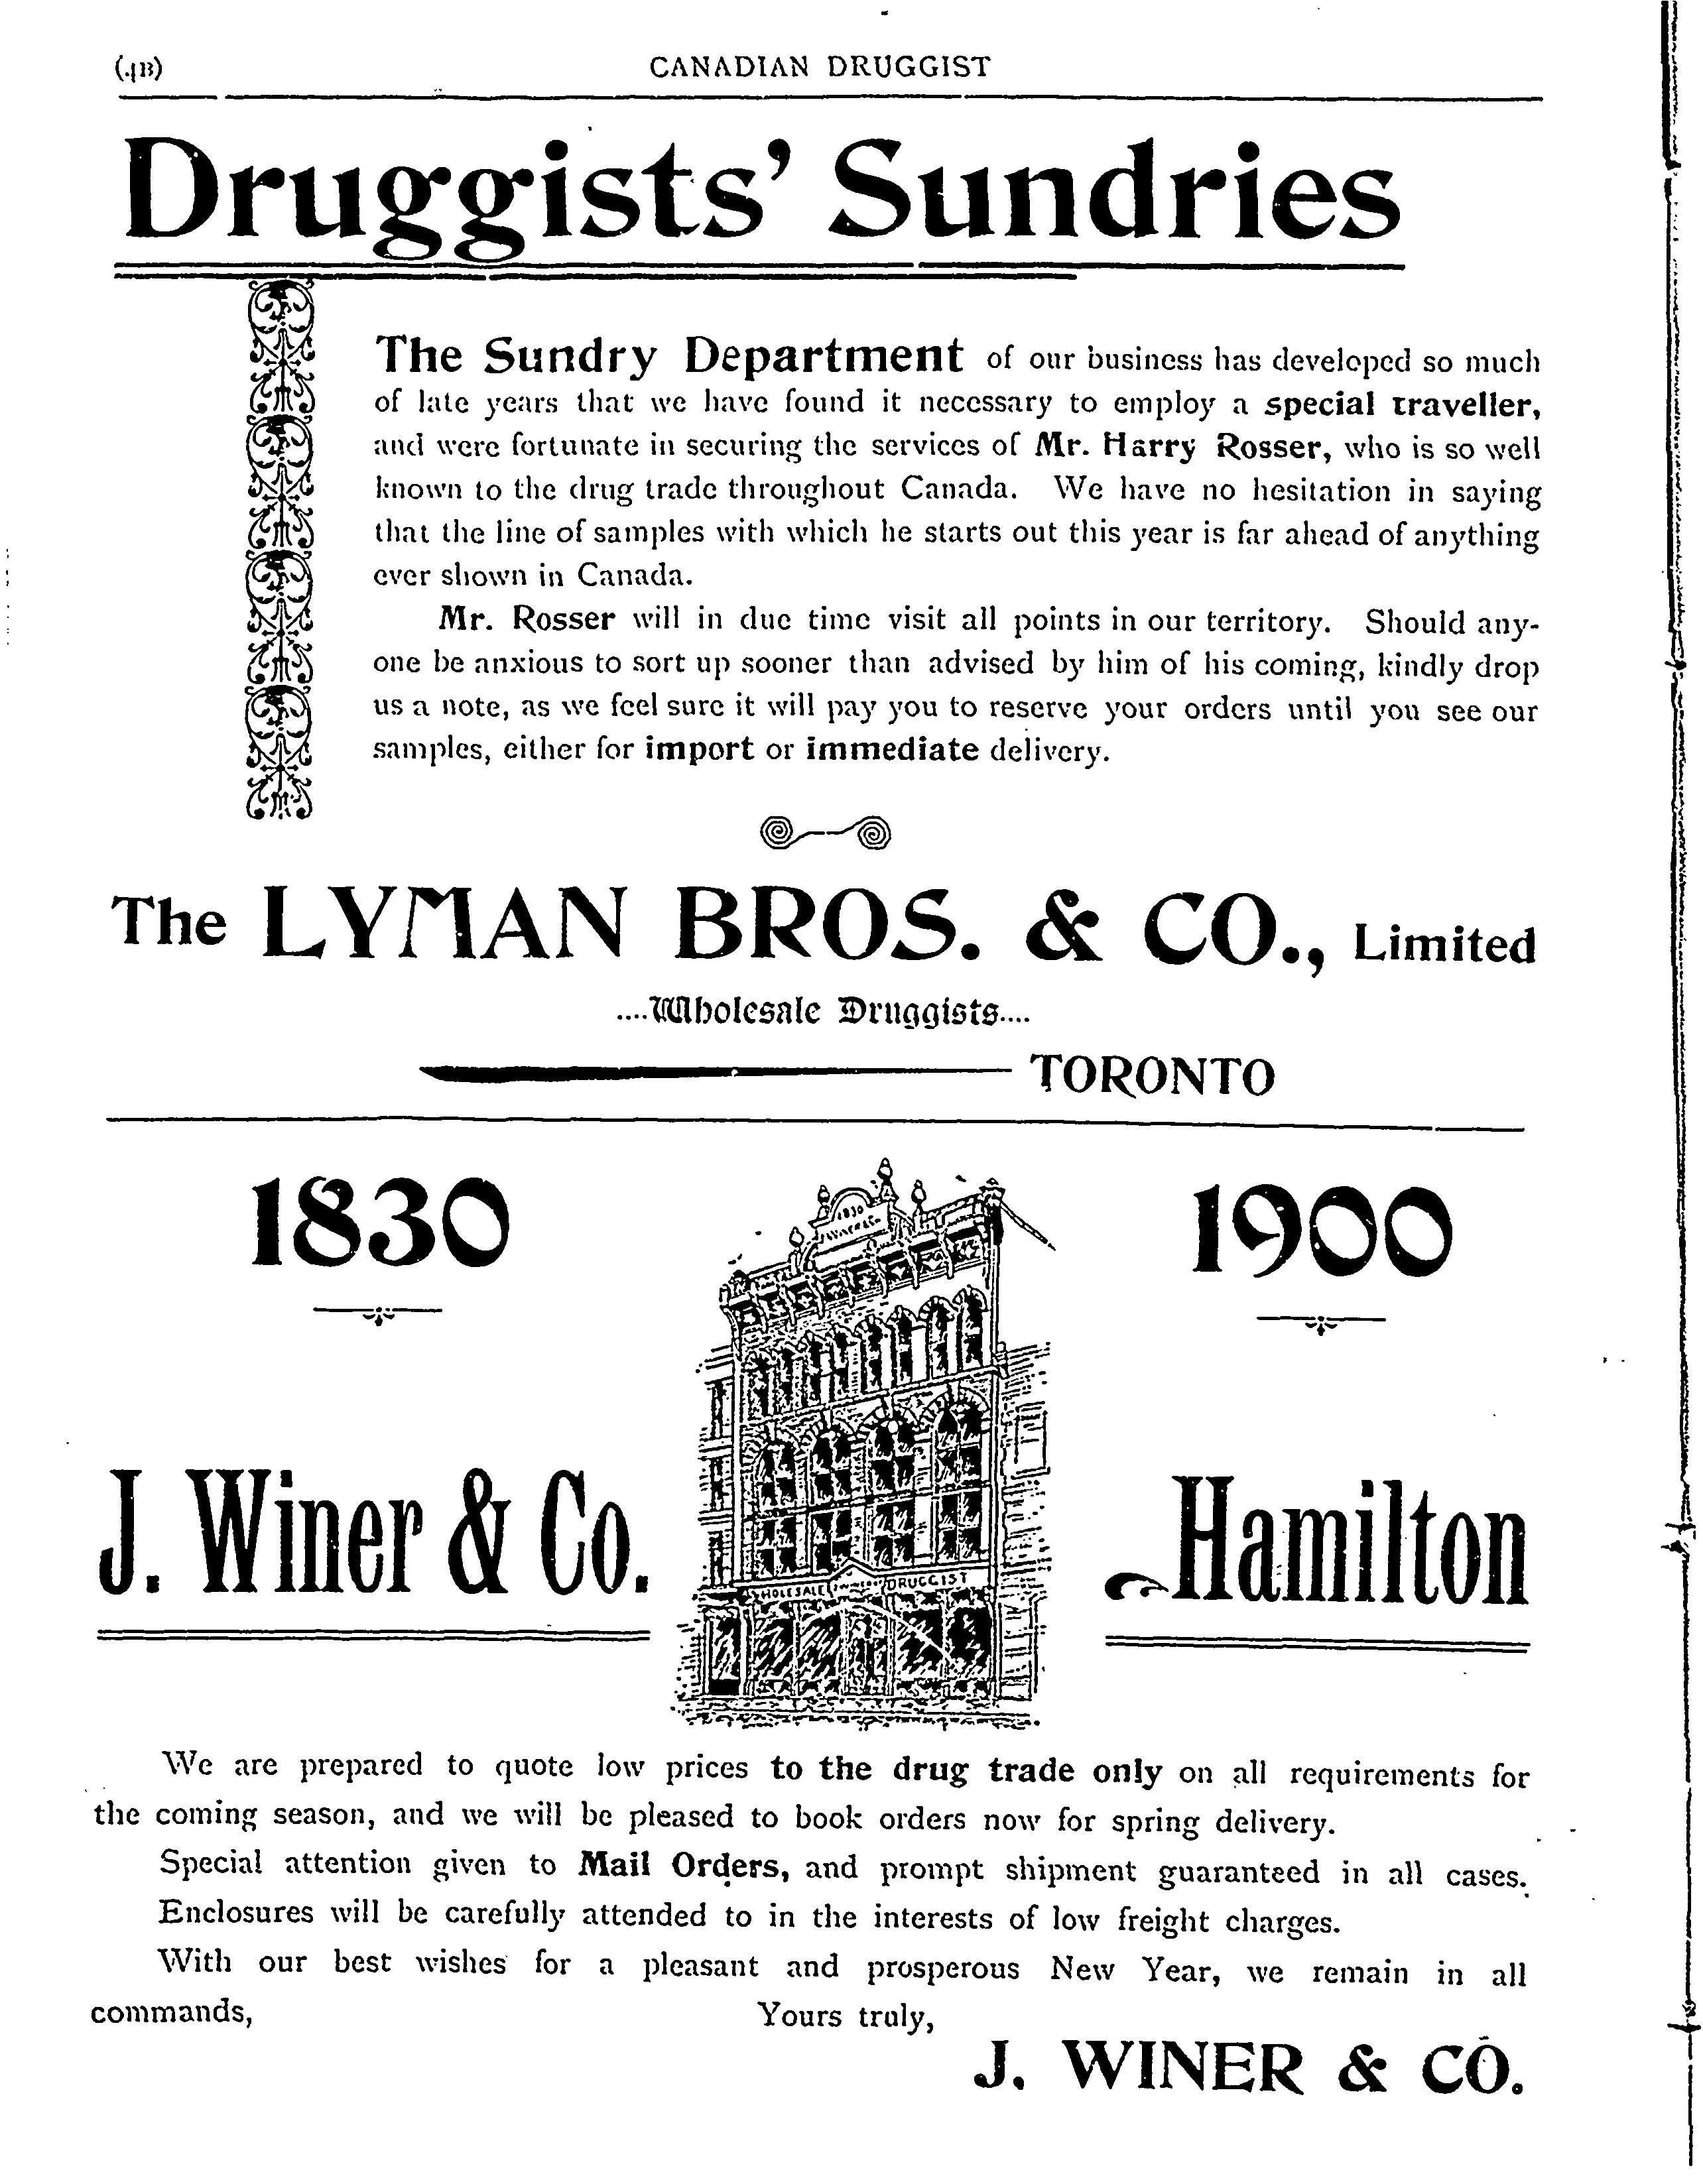 (4B) CANADIAN DRUGGIST
Druggists' Sundries
The Sundry Department of our business has developed so much
of late years that we have found it necessary to employ a special traveller,
and were fortunate in securing the services of Mr. Harry Rosser, who is so well
known to the drug trade throughout Canada. We have no hesitation in saying
that the line of samples with which he starts out this year is far ahead of anything
ever shown in Canada.
Mr. Rosser will in due time visit all points in our territory. Should any-
one be anxious to sort up sooner than advised by him of his coming, kindly drop
us a note, as we feel sure it will pay you to reserve your orders until you see our
samples, either for import or immediate delivery.
The LYMAN BROS. & CO., Limited
....Wholesale Druggists....
TORONTO
1830 1900
1830
WINER & Co
J. Winer & Co. Hamilton
WHOLESALE DRUGGIST
We are prepared to quote low prices to the drug trade only on all requirements for
the coming season, and we will be pleased to book orders now for spring delivery.
Special attention given to Mail Orders, and prompt shipment guaranteed in all cases.
Enclosures will be carefully attended to in the interests of low freight charges.
With our best wishes for a pleasant and prosperous New Year, we remain in all
commands, Yours truly,
J. WINER & CO.